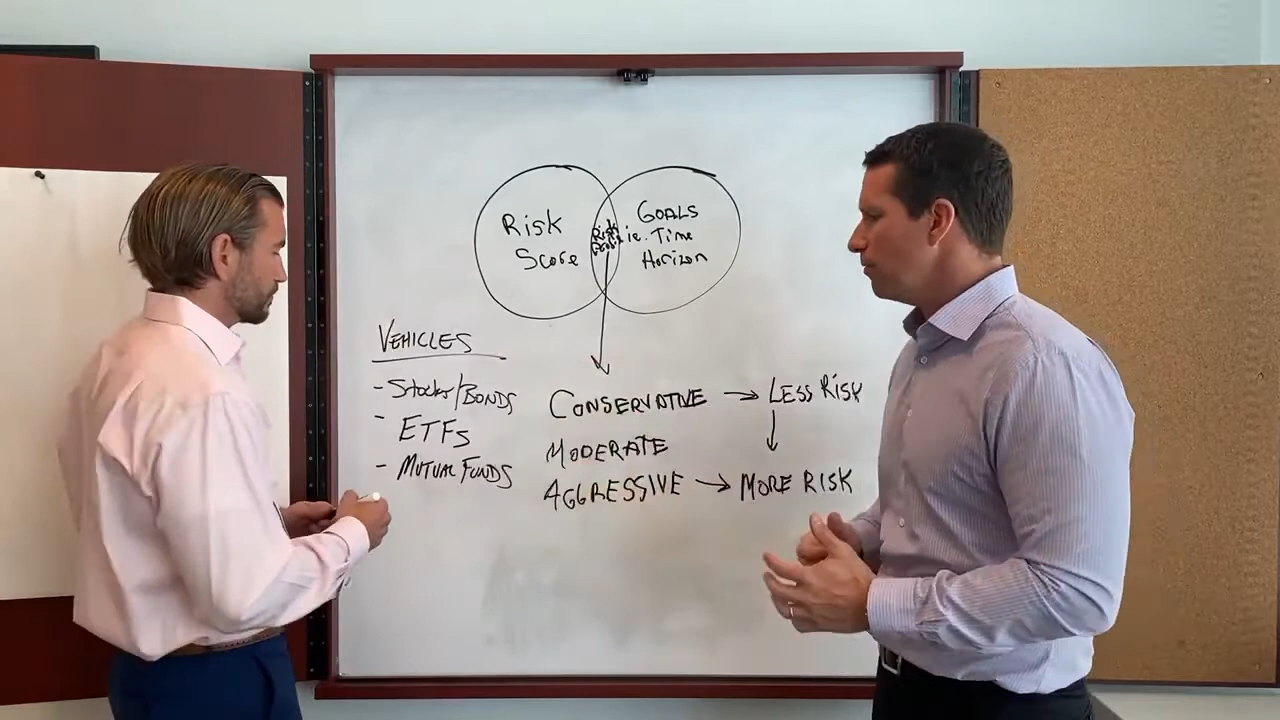 Risk
Score
GOALS
ie. Time
Horizon
VEHICLES
- Stocks/BONDS
- ETFs
- MUTUAL FUNDS
CONSERVATIVE → LESS RISK
MODERATE
AGGRESSIVE → MORE RISK